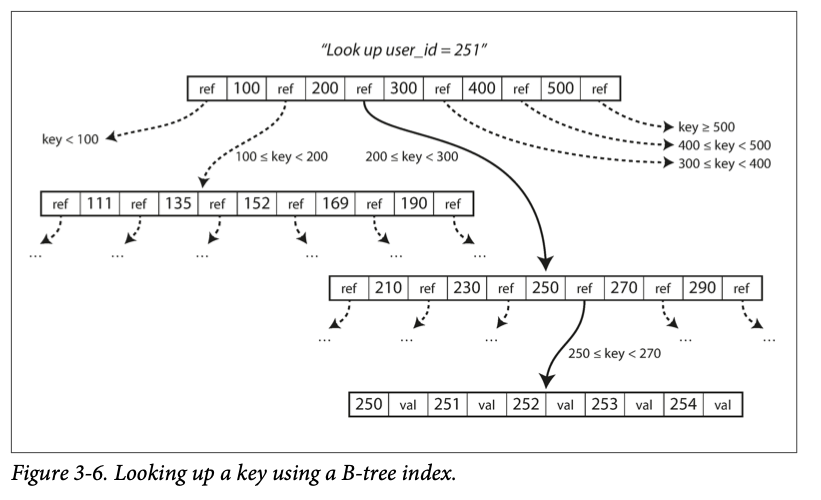 “Look up user_id = 251”
ref 100 ref 200 ref 300 ref 400 ref 500 ref
key < 100
key ≥ 500
400 ≤ key < 500
300 ≤ key < 400
100 ≤ key < 200
200 ≤ key < 300
ref 111 ref 135 ref 152 ref 169 ref 190 ref
... ... ... ... ... ...
ref 210 ref 230 ref 250 ref 270 ref 290 ref
... ... ... ... ...
250 ≤ key < 270
250 val 251 val 252 val 253 val 254 val
Figure 3-6. Looking up a key using a B-tree index.